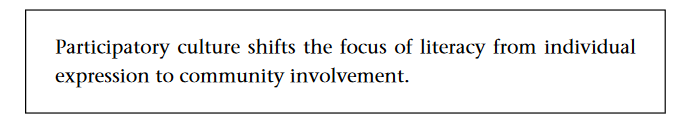 Participatory culture shifts the focus of literacy from individual
expression to community involvement.